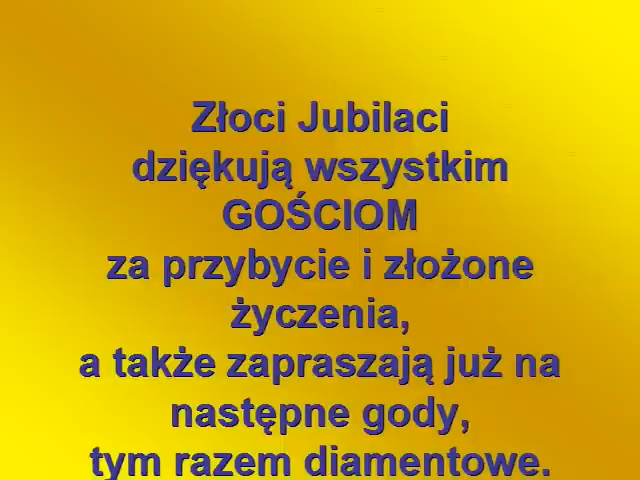 Złoci Jubilaci
dziękują wszystkim
GOŚCIOM
za przybycie i złożone
życzenia,
a także zapraszają już na
następne gody,
tym razem diamentowe.